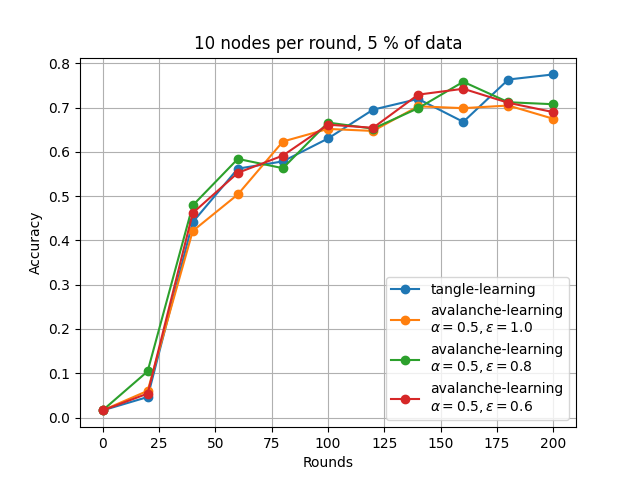 10 nodes per round, 5 % of data
Accuracy
0.8
0.7
0.6
0.5
0.4
0.3
0.2
0.1
0.0
tangle-learning
avalanche-learning
α = 0.5, ε = 1.0
avalanche-learning
α = 0.5, ε = 0.8
avalanche-learning
α = 0.5, ε = 0.6
0 25 50 75 100 125 150 175 200
Rounds